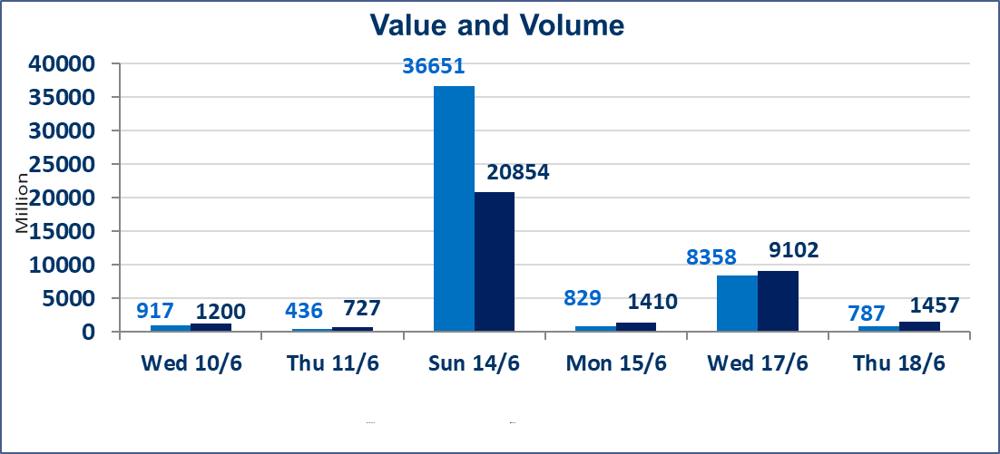 Value and Volume
Million
40000
35000
30000
25000
20000
15000
10000
5000
0
36651
20854
8358
9102
917
1200
436
727
829
1410
787
1457
Wed 10/6
Thu 11/6
Sun 14/6
Mon 15/6
Wed 17/6
Thu 18/6